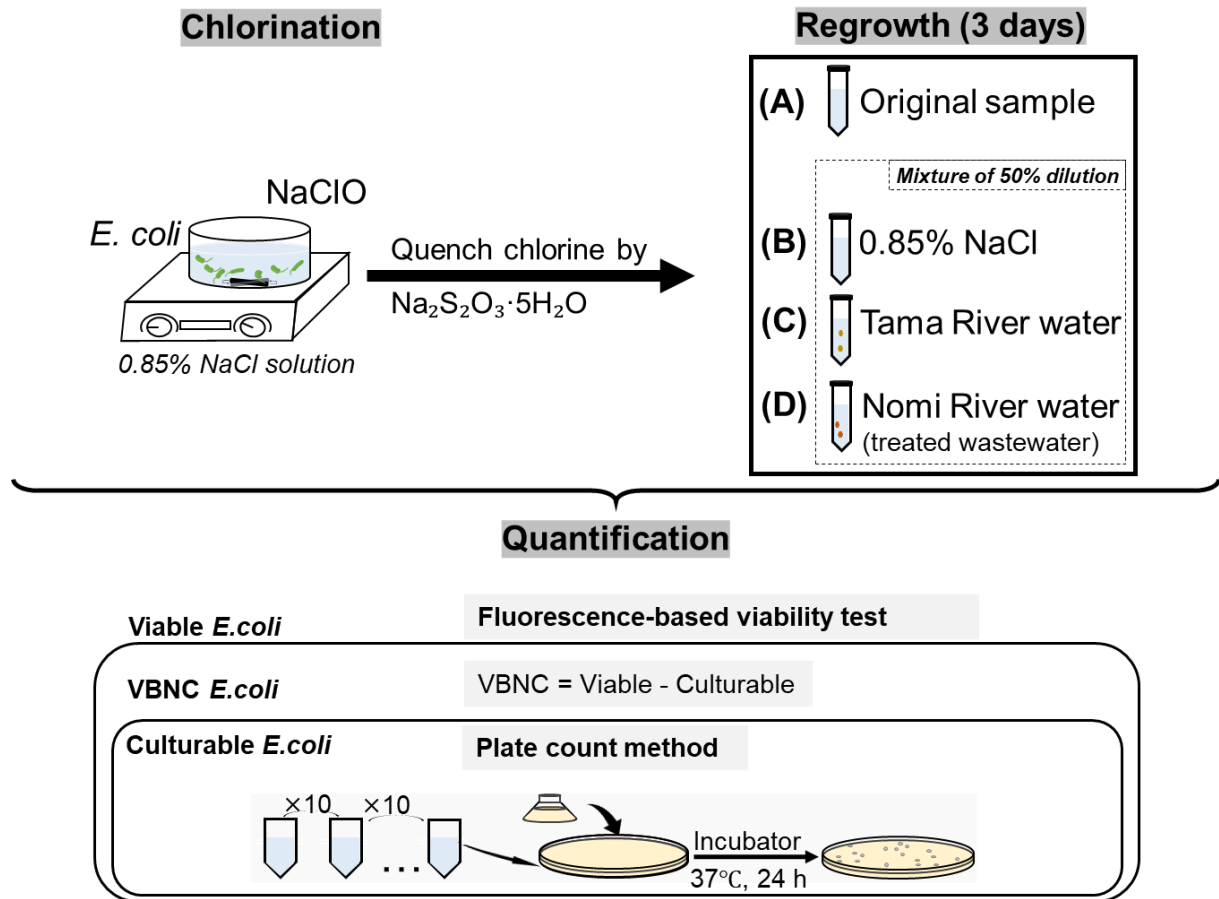 Chlorination
NaClO
E. coli
0.85% NaCl solution
Quench chlorine by
Na₂S₂O₃·5H₂O
Regrowth (3 days)
(A) Original sample
Mixture of 50% dilution
(B) 0.85% NaCl
(C) Tama River water
(D) Nomi River water
(treated wastewater)
Quantification
Viable E.coli
Fluorescence-based viability test
VBNC E.coli
VBNC = Viable - Culturable
Culturable E.coli
Plate count method
×10 ×10
...
Incubator
37℃, 24 h